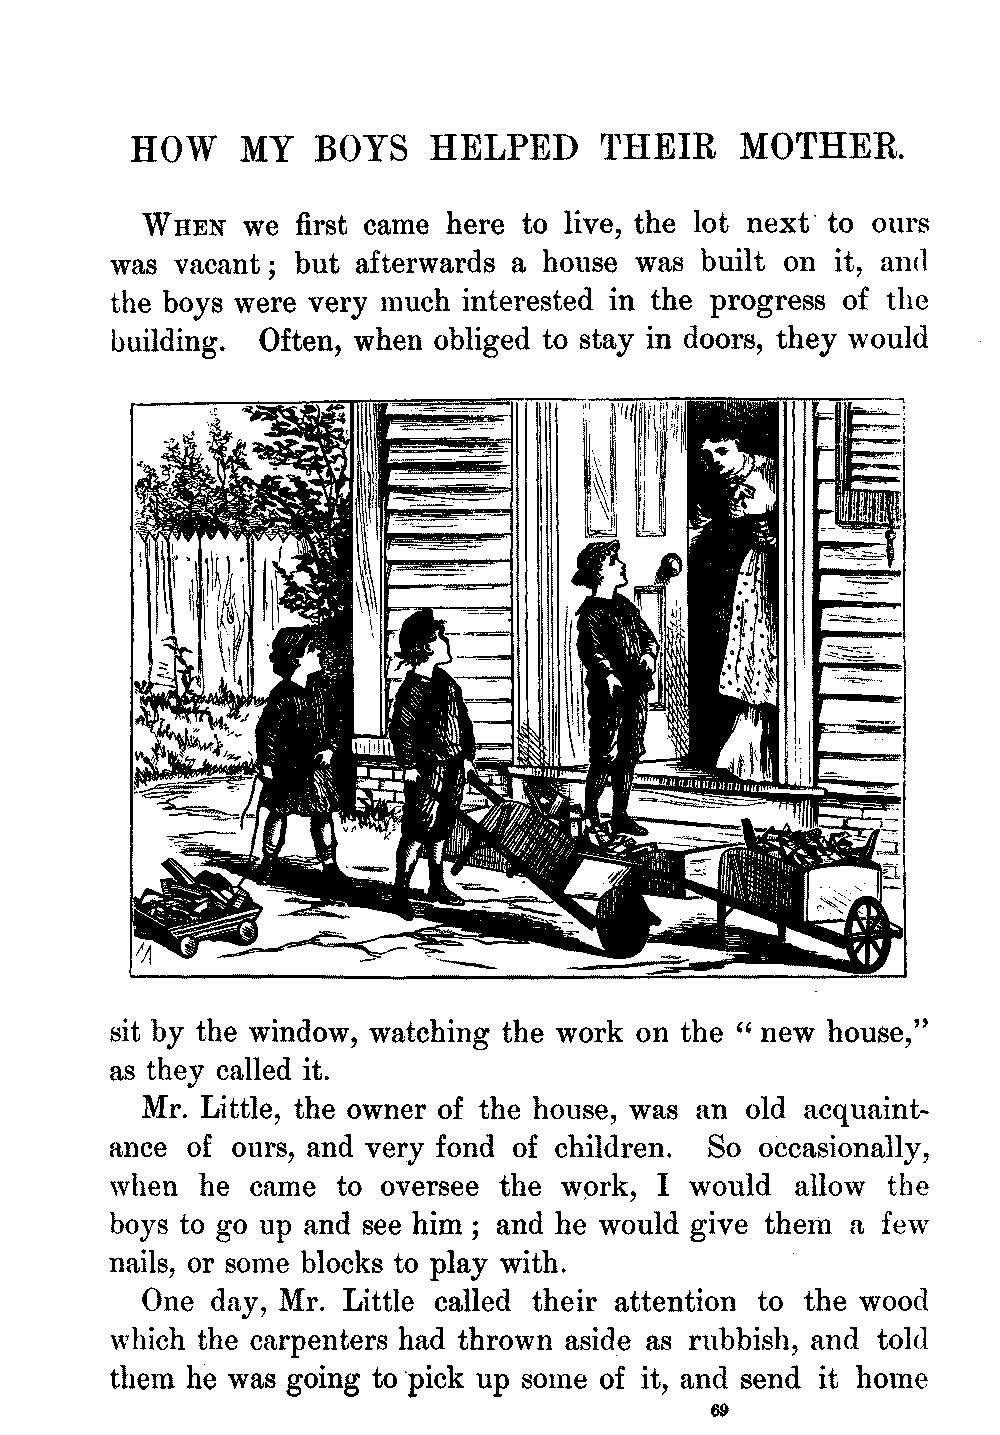 HOW MY BOYS HELPED THEIR MOTHER.
WHEN we first came here to live, the lot next to ours
was vacant; but afterwards a house was built on it, and
the boys were very much interested in the progress of the
building. Often, when obliged to stay in doors, they would
sit by the window, watching the work on the “new house,”
as they called it.
Mr. Little, the owner of the house, was an old acquaint-
ance of ours, and very fond of children. So occasionally,
when he came to oversee the work, I would allow the
boys to go up and see him; and he would give them a few
nails, or some blocks to play with.
One day, Mr. Little called their attention to the wood
which the carpenters had thrown aside as rubbish, and told
them he was going to pick up some of it, and send it home
69